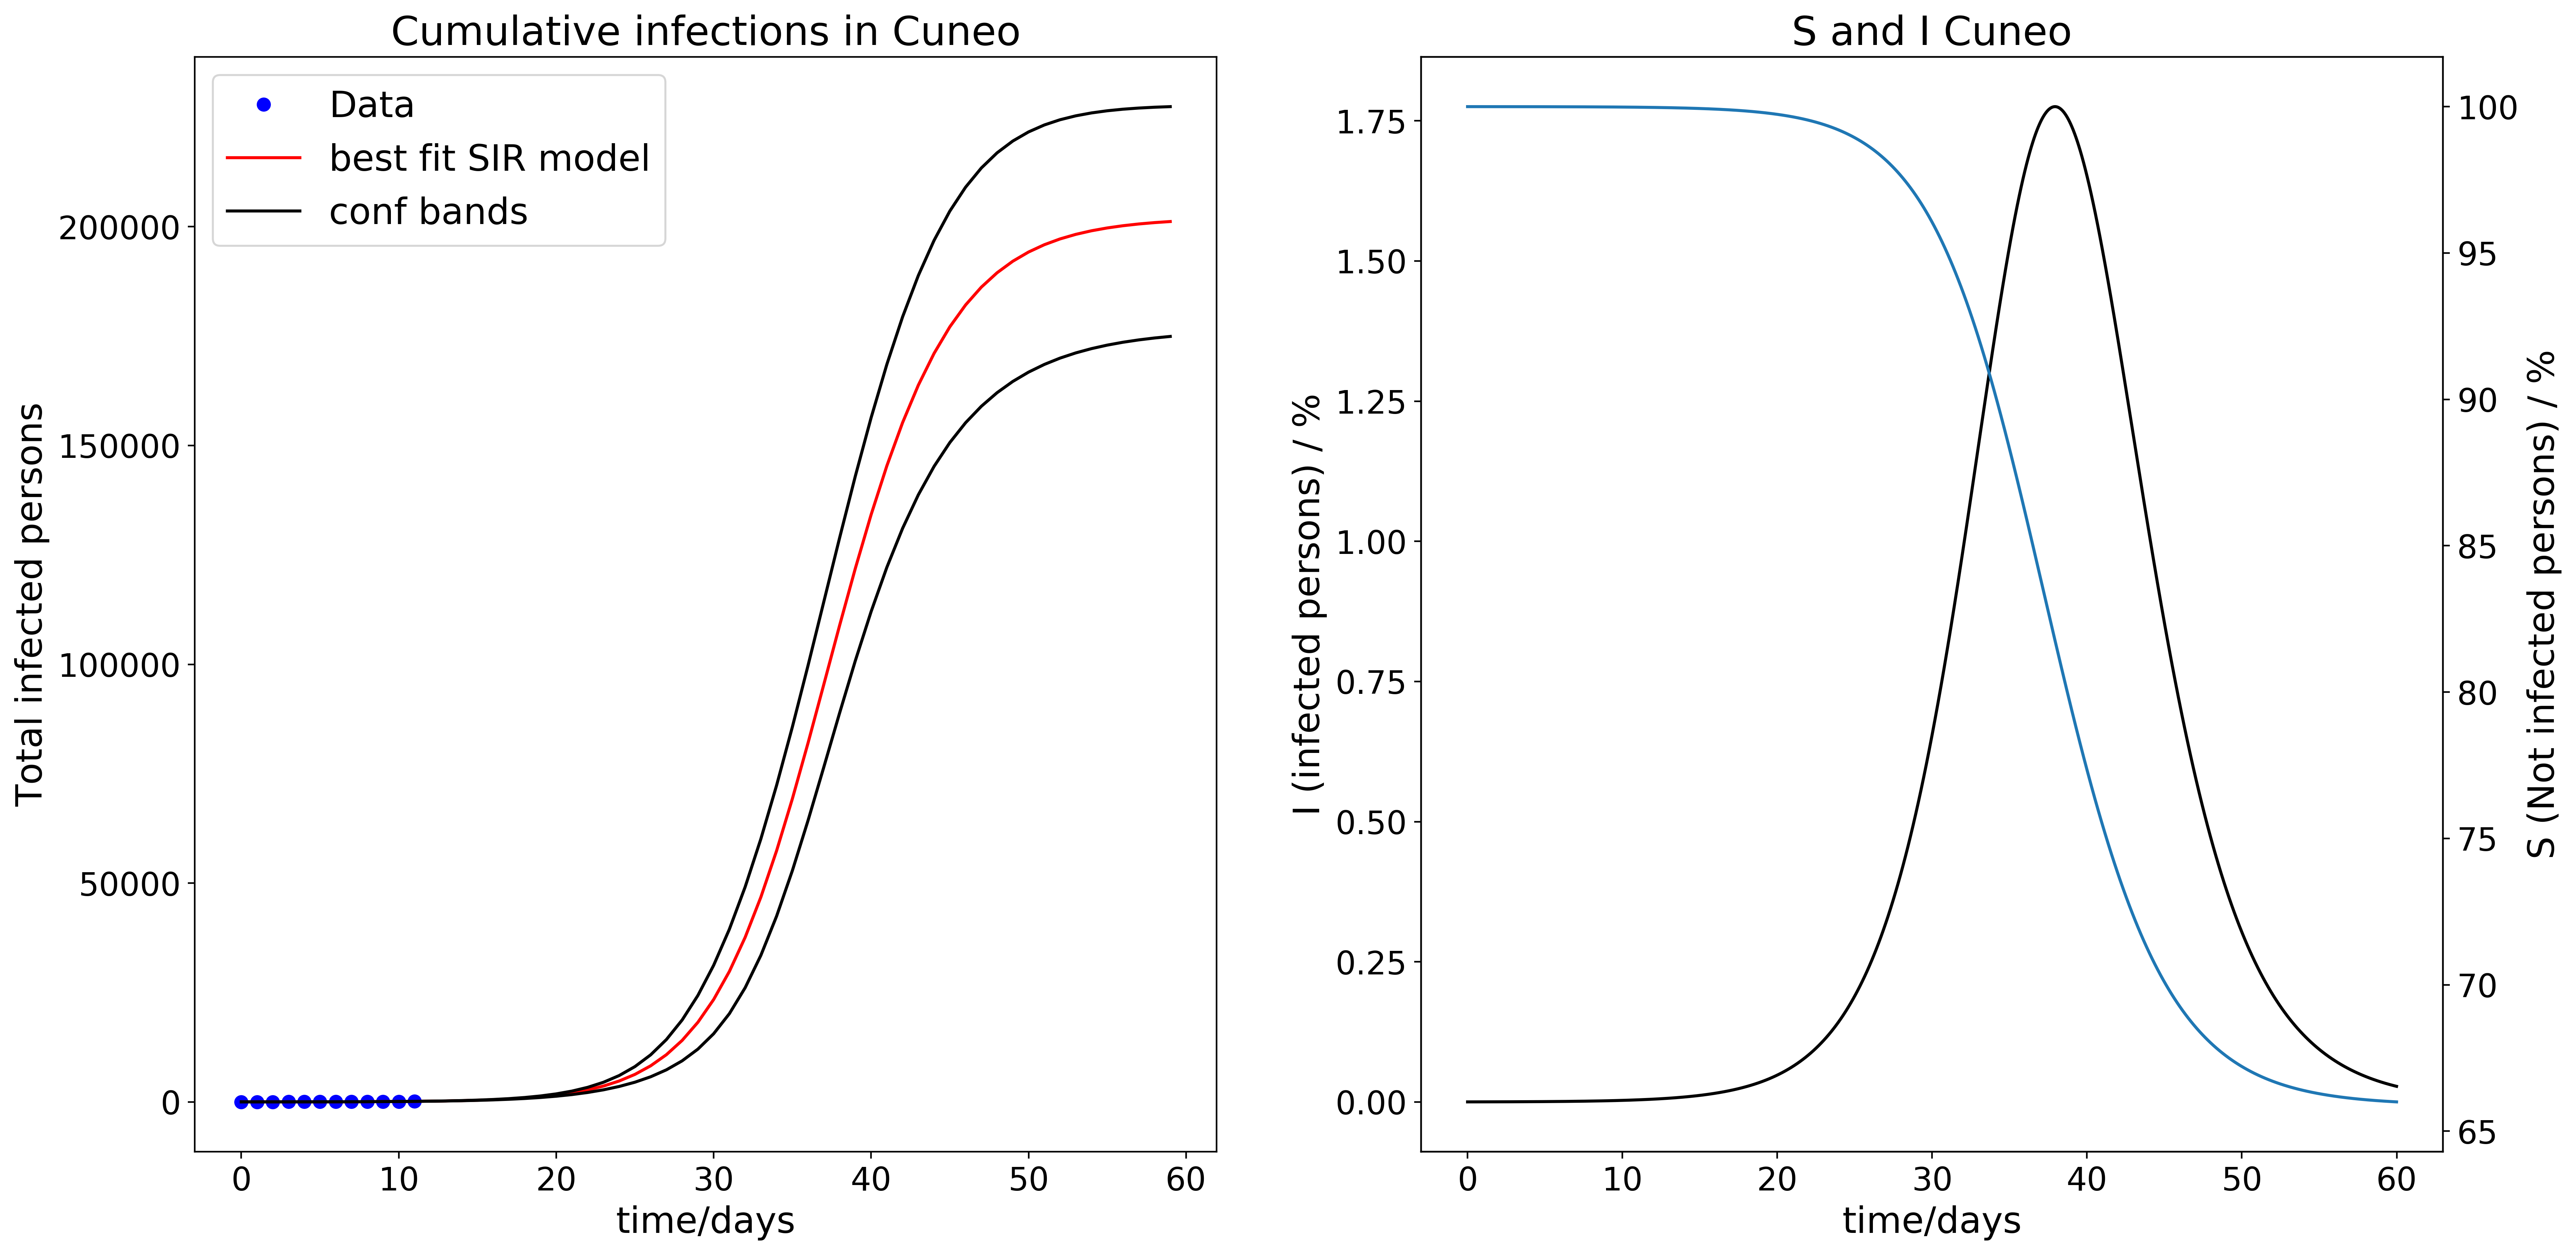 Cumulative infections in Cuneo
Data
best fit SIR model
conf bands
Total infected persons
200000
150000
100000
50000
0
0 10 20 30 40 50 60
time/days
S and I Cuneo
I (infected persons) / %
1.75
1.50
1.25
1.00
0.75
0.50
0.25
0.00
0 10 20 30 40 50 60
time/days
100
95
90
85
80
75
70
65
S (Not infected persons) / %